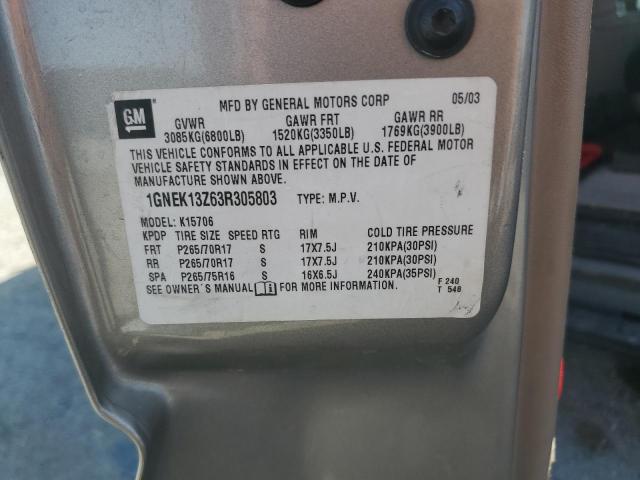 GM
MFD BY GENERAL MOTORS CORP 05/03
GVWR GAWR FRT GAWR RR
3085KG(6800LB) 1520KG(3350LB) 1769KG(3900LB)
THIS VEHICLE CONFORMS TO ALL APPLICABLE U.S. FEDERAL MOTOR
VEHICLE SAFETY STANDARDS IN EFFECT ON THE DATE OF
MANUFACTURE SHOWN ABOVE.
1GNEK13Z63R305803 TYPE: M.P.V.
MODEL: K15706
KPDP TIRE SIZE SPEED RTG RIM COLD TIRE PRESSURE
FRT P265/70R17 S 17X7.5J 210KPA(30PSI)
RR P265/70R17 S 17X7.5J 210KPA(30PSI)
SPA P265/75R16 S 16X6.5J 240KPA(35PSI)
SEE OWNER'S MANUAL FOR MORE INFORMATION.
F 240
T 548